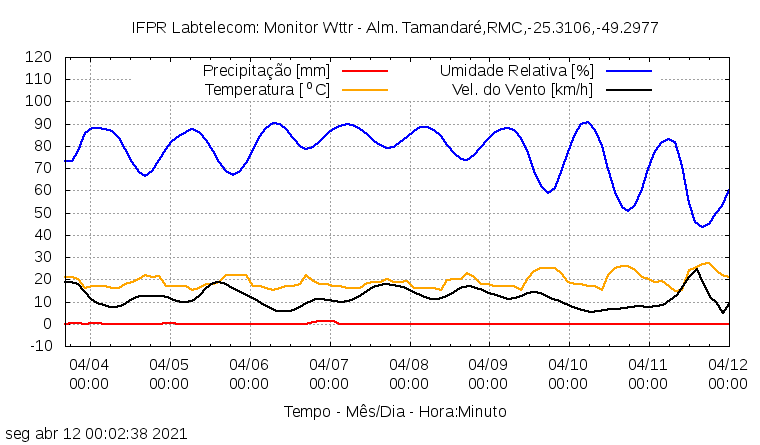 IFPR Labtelecom: Monitor Wttr - Alm. Tamandaré,RMC,-25.3106,-49.2977
120
110
100
90
80
70
60
50
40
30
20
10
0
-10
Precipitação [mm] Umidade Relativa [%]
Temperatura [⁰C] Vel. do Vento [km/h]
04/04 04/05 04/06 04/07 04/08 04/09 04/10 04/11 04/12
00:00 00:00 00:00 00:00 00:00 00:00 00:00 00:00 00:00
Tempo - Mês/Dia - Hora:Minuto
seg abr 12 00:02:38 2021